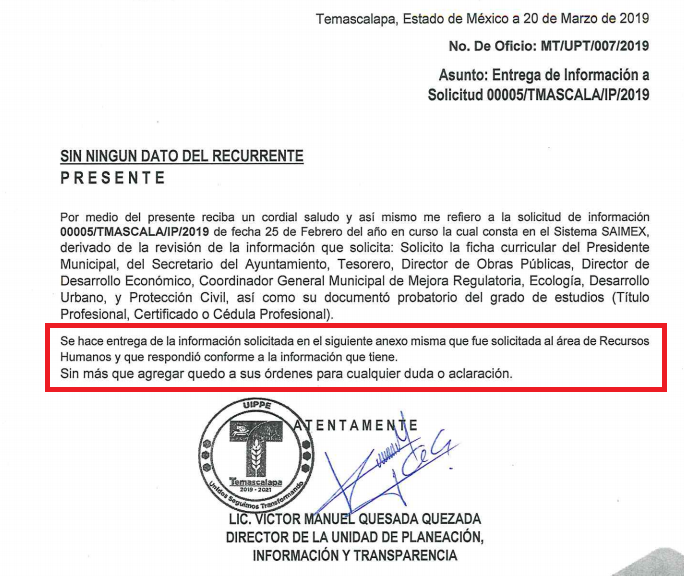 Temascalapa, Estado de México a 20 de Marzo de 2019
No. De Oficio: MT/UPT/007/2019
Asunto: Entrega de Información a
Solicitud 00005/TMASCALA/IP/2019
SIN NINGUN DATO DEL RECURRENTE
P R E S E N T E
Por medio del presente reciba un cordial saludo y así mismo me refiero a la solicitud de información
00005/TMASCALA/IP/2019 de fecha 25 de Febrero del año en curso la cual consta en el Sistema SAIMEX,
derivado de la revisión de la información que solicita: Solicito la ficha curricular del Presidente
Municipal, del Secretario del Ayuntamiento, Tesorero, Director de Obras Públicas, Director de
Desarrollo Económico, Coordinador General Municipal de Mejora Regulatoria, Ecología, Desarrollo
Urbano, y Protección Civil, así como su documentó probatorio del grado de estudios (Título
Profesional, Certificado o Cédula Profesional).
Se hace entrega de la información solicitada en el siguiente anexo misma que fue solicitada al área de Recursos
Humanos y que respondió conforme a la información que tiene.
Sin más que agregar quedo a sus órdenes para cualquier duda o aclaración.
UIPPE
Temascalapa
2019 - 2021
Unidos Seguimos Transformando
A T E N T A M E N T E
LIC. VÍCTOR MANUEL QUESADA QUEZADA
DIRECTOR DE LA UNIDAD DE PLANEACIÓN,
INFORMACIÓN Y TRANSPARENCIA